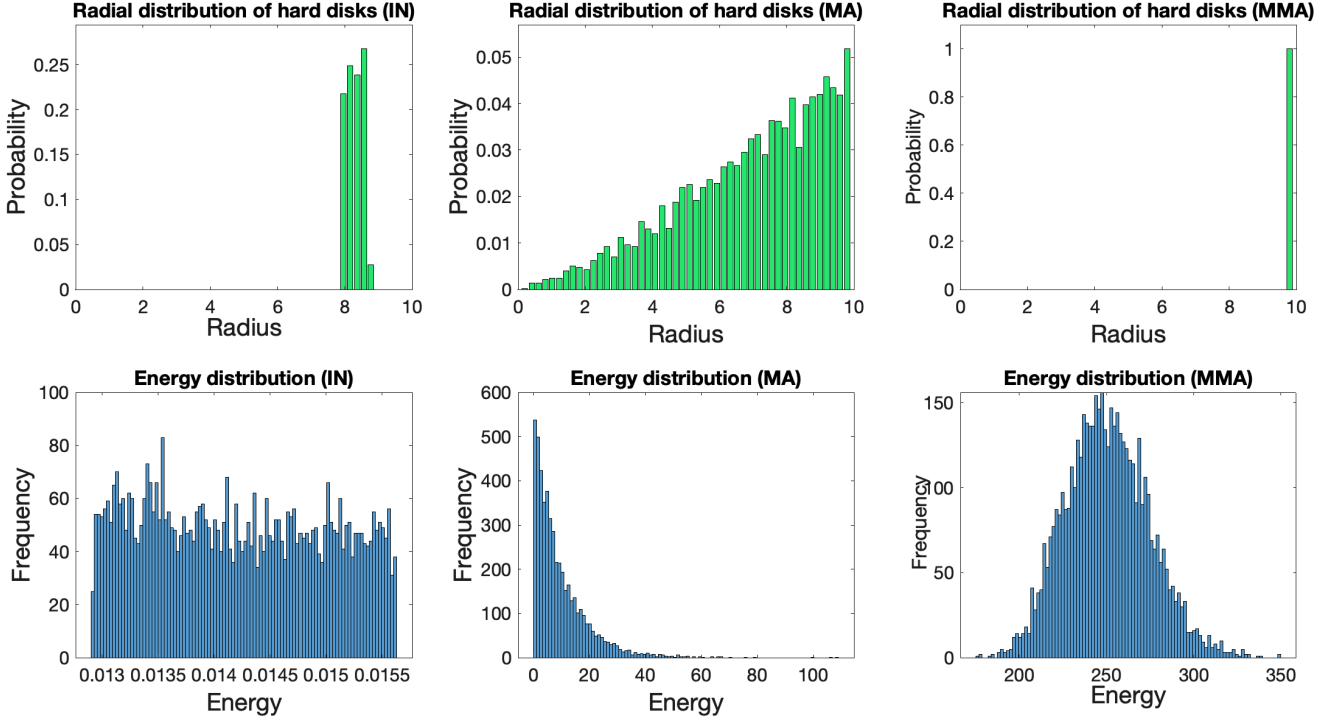 Radial distribution of hard disks (IN)
Probability
0.25
0.2
0.15
0.1
0.05
0
0 2 4 6 8 10
Radius
Radial distribution of hard disks (MA)
Probability
0.05
0.04
0.03
0.02
0.01
0
0 2 4 6 8 10
Radius
Radial distribution of hard disks (MMA)
Probability
1
0.8
0.6
0.4
0.2
0
0 2 4 6 8 10
Radius
Energy distribution (IN)
Frequency
100
80
60
40
20
0
0.013 0.0135 0.014 0.0145 0.015 0.0155
Energy
Energy distribution (MA)
Frequency
600
500
400
300
200
100
0
0 20 40 60 80 100
Energy
Energy distribution (MMA)
Frequency
150
100
50
0
200 250 300 350
Energy